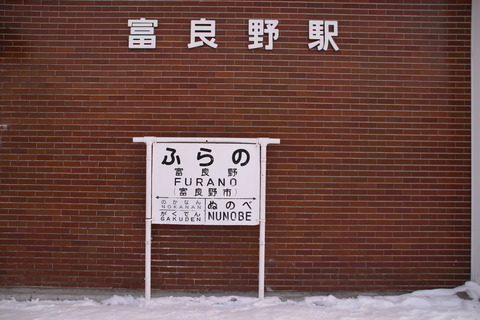 富良野駅
ふらの
富良野
FURANO
(富良野市)
のかなん
NOKANAN
がくでん
GAKUDEN
ぬのべ
NUNOBE